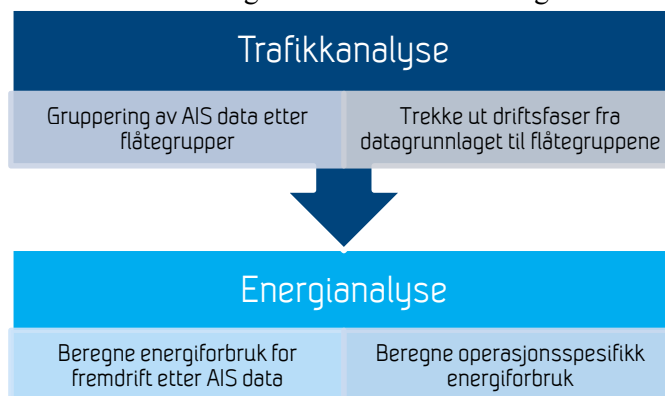 Trafikkanalyse
Gruppering av AIS data etter
flåtegrupper
Trekke ut driftsfaser fra
datagrunnlaget til flåtegruppene
Energianalyse
Beregne energiforbruk for
fremdrift etter AIS data
Beregne operasjonsspesifikk
energiforbruk